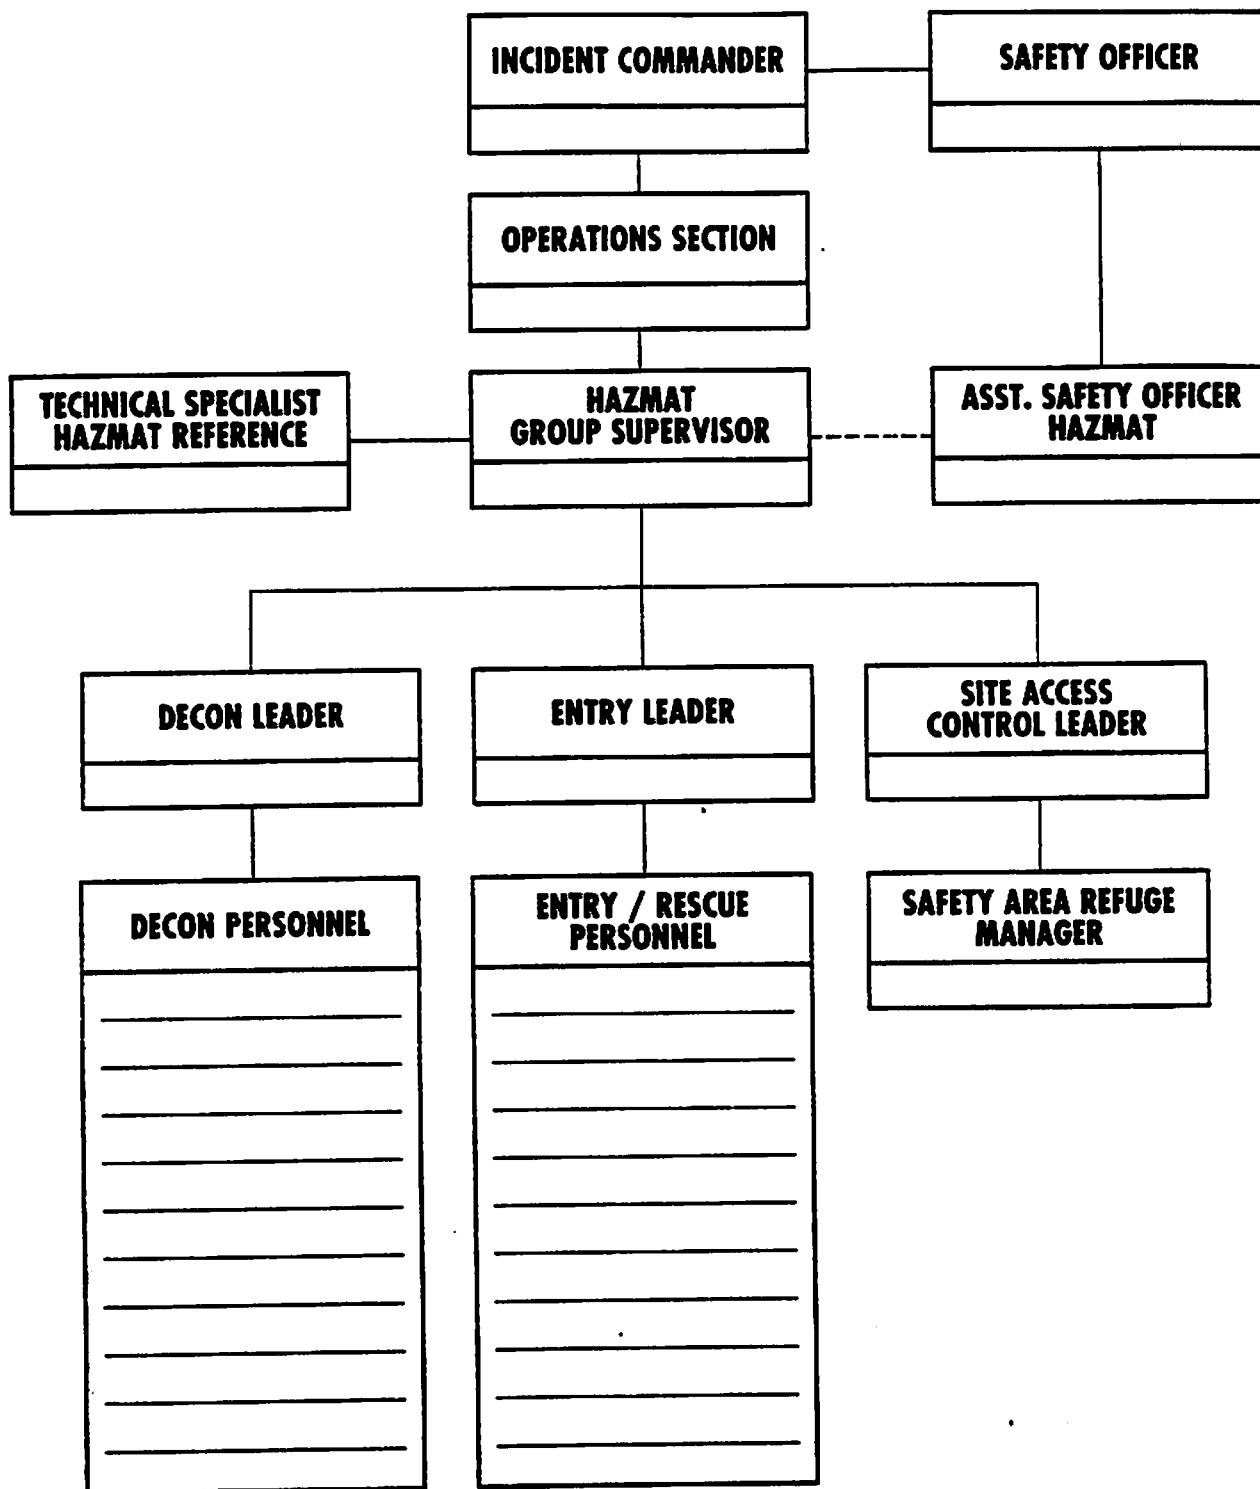 INCIDENT COMMANDER
SAFETY OFFICER
OPERATIONS SECTION
TECHNICAL SPECIALIST
HAZMAT REFERENCE
HAZMAT
GROUP SUPERVISOR
ASST. SAFETY OFFICER
HAZMAT
DECON LEADER
ENTRY LEADER
SITE ACCESS
CONTROL LEADER
DECON PERSONNEL
ENTRY / RESCUE
PERSONNEL
SAFETY AREA REFUGE
MANAGER